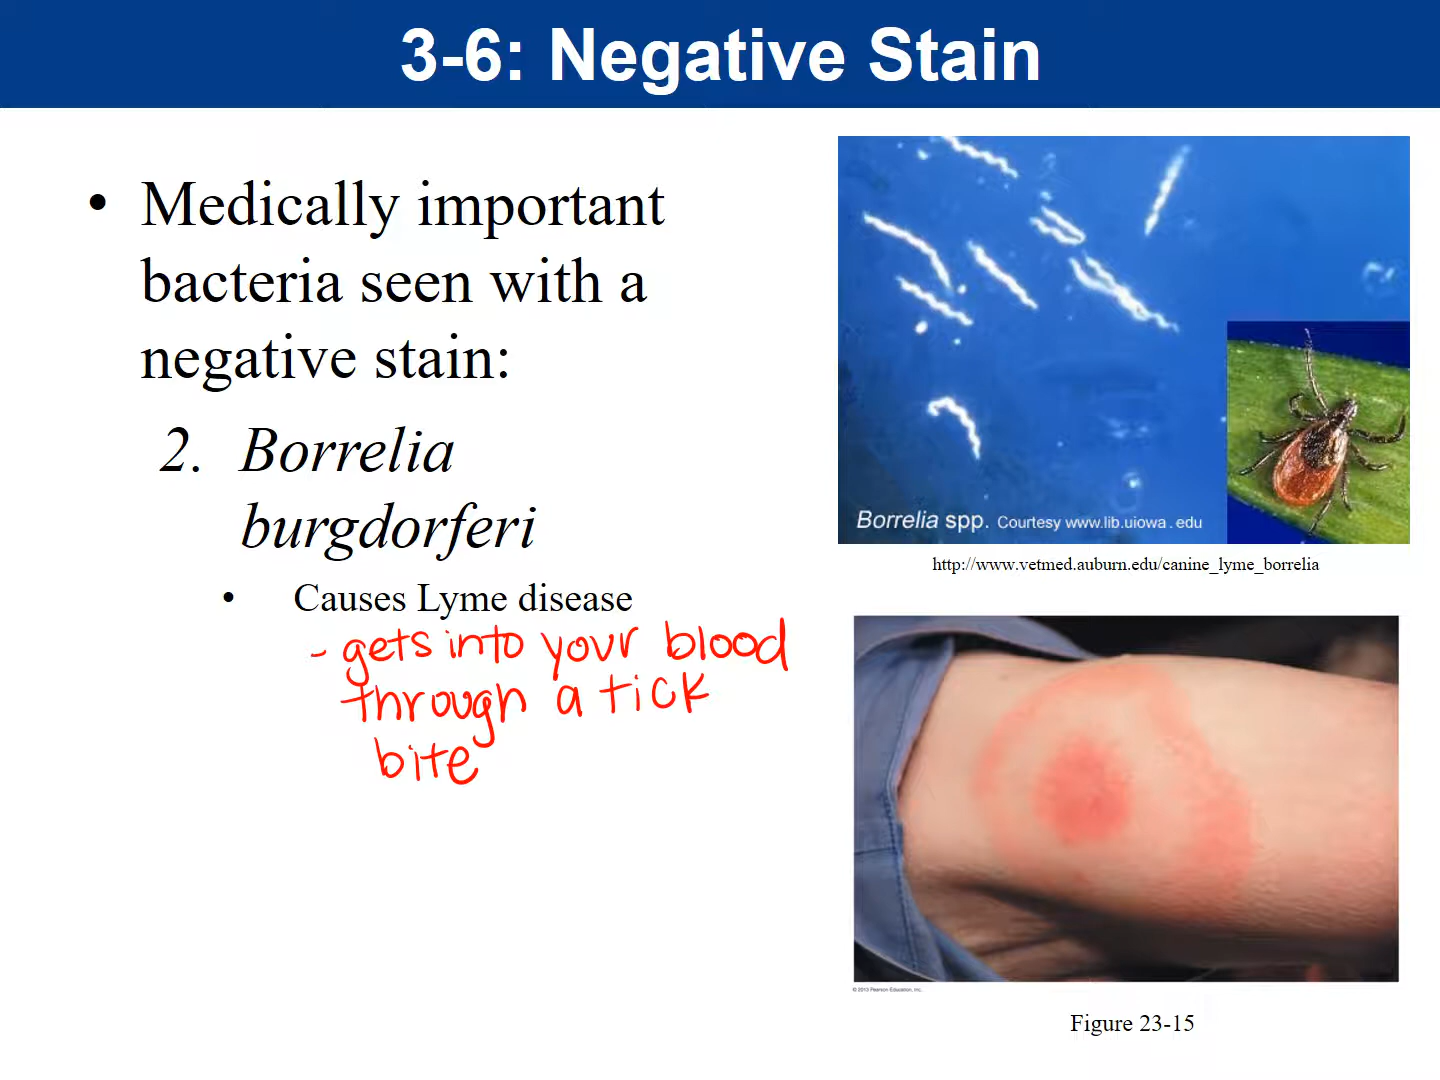 3-6: Negative Stain
• Medically important
bacteria seen with a
negative stain:
2. Borrelia
burgdorferi
• Causes Lyme disease
- gets into your blood
through a tick
bite
Borrelia spp. Courtesy www.lib.uiowa.edu
http://www.vetmed.auburn.edu/canine_lyme_borrelia
© 2013 Pearson Education, Inc.
Figure 23-15